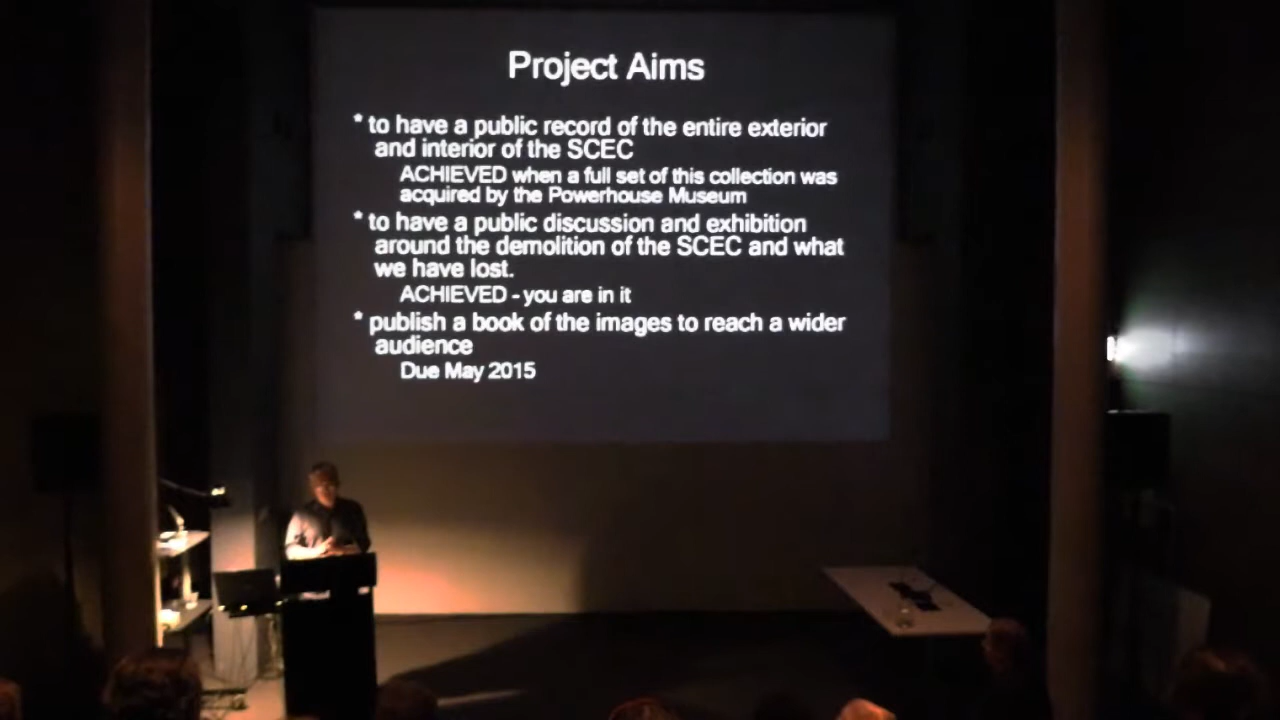 Project Aims
* to have a public record of the entire exterior
and interior of the SCEC
ACHIEVED when a full set of this collection was
acquired by the Powerhouse Museum
* to have a public discussion and exhibition
around the demolition of the SCEC and what
we have lost.
ACHIEVED - you are in it
* publish a book of the images to reach a wider
audience
Due May 2015